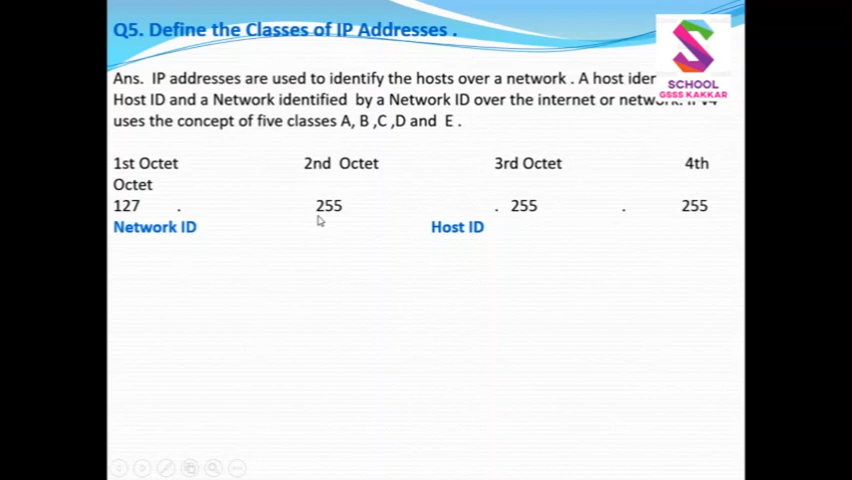 Q5. Define the Classes of IP Addresses .
SCHOOL
GSSS KAKKAR
Ans. IP addresses are used to identify the hosts over a network . A host
Host ID and a Network identified by a Network ID over the internet or
uses the concept of five classes A, B ,C ,D and E .
1st Octet 2nd Octet 3rd Octet 4th
Octet
127 . 255 . 255 . 255
Network ID Host ID